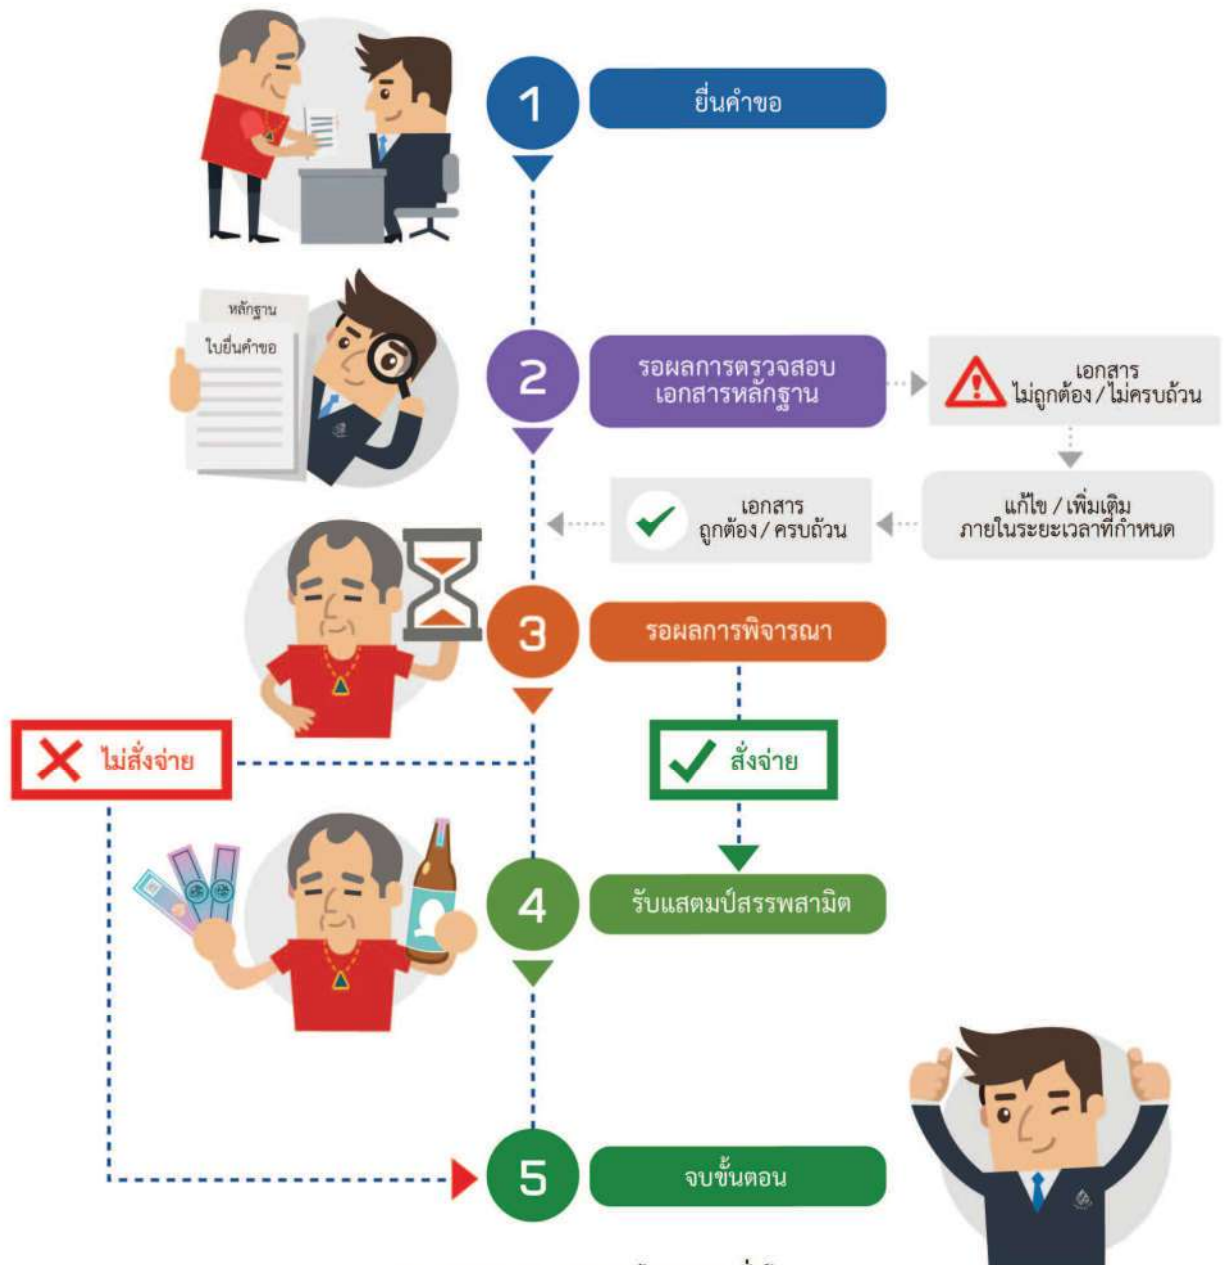 1
ยื่นคำขอ
หลักฐาน
ใบยื่นคำขอ
2
รอผลการตรวจสอบ
เอกสารหลักฐาน
เอกสาร
ไม่ถูกต้อง / ไม่ครบถ้วน
แก้ไข / เพิ่มเติม
ภายในระยะเวลาที่กำหนด
เอกสาร
ถูกต้อง / ครบถ้วน
3
รอผลการพิจารณา
ไม่สั่งจ่าย
สั่งจ่าย
4
รับแสตมป์สรรพสามิต
5
จบขั้นตอน